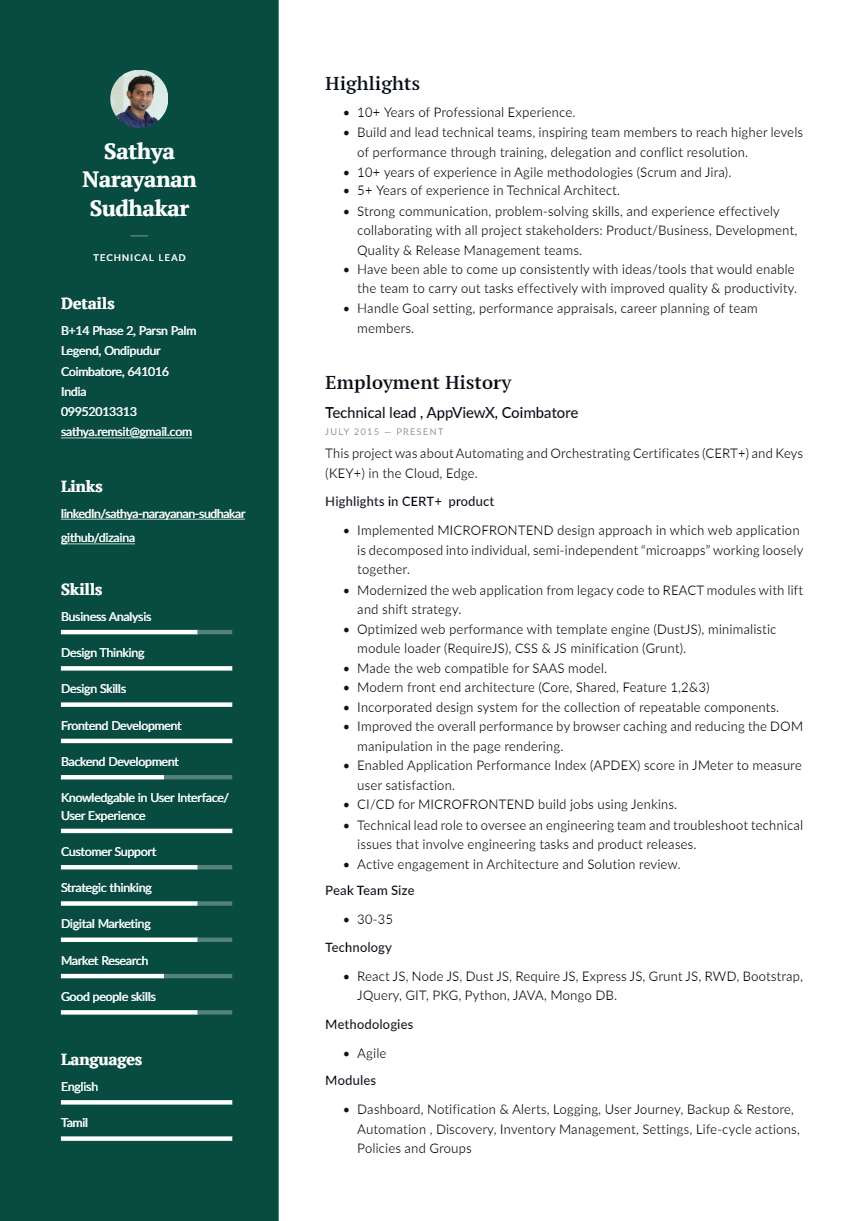 Sathya
Narayanan
Sudhakar
TECHNICAL LEAD
Details
B+14 Phase 2, Parsn Palm
Legend, Ondipudur
Coimbatore, 641016
India
09952013313
sathya.remsit@gmail.com
Links
linkedIn/sathya-narayanan-sudhakar
github/dizaina
Skills
Business Analysis
Design Thinking
Design Skills
Frontend Development
Backend Development
Knowledgable in User Interface/
User Experience
Customer Support
Strategic thinking
Digital Marketing
Market Research
Good people skills
Languages
English
Tamil
Highlights
• 10+ Years of Professional Experience.
• Build and lead technical teams, inspiring team members to reach higher levels
of performance through training, delegation and conflict resolution.
• 10+ years of experience in Agile methodologies (Scrum and Jira).
• 5+ Years of experience in Technical Architect.
• Strong communication, problem-solving skills, and experience effectively
collaborating with all project stakeholders: Product/Business, Development,
Quality & Release Management teams.
• Have been able to come up consistently with ideas/tools that would enable
the team to carry out tasks effectively with improved quality & productivity.
• Handle Goal setting, performance appraisals, career planning of team
members.
Employment History
Technical lead , AppViewX, Coimbatore
JULY 2015 — PRESENT
This project was about Automating and Orchestrating Certificates (CERT+) and Keys
(KEY+) in the Cloud, Edge.
Highlights in CERT+ product
• Implemented MICROFRONTEND design approach in which web application
is decomposed into individual, semi-independent “microapps” working loosely
together.
• Modernized the web application from legacy code to REACT modules with lift
and shift strategy.
• Optimized web performance with template engine (DustJS), minimalistic
module loader (RequireJS), CSS & JS minification (Grunt).
• Made the web compatible for SAAS model.
• Modern front end architecture (Core, Shared, Feature 1,2&3)
• Incorporated design system for the collection of repeatable components.
• Improved the overall performance by browser caching and reducing the DOM
manipulation in the page rendering.
• Enabled Application Performance Index (APDEX) score in JMeter to measure
user satisfaction.
• CI/CD for MICROFRONTEND build jobs using Jenkins.
• Technical lead role to oversee an engineering team and troubleshoot technical
issues that involve engineering tasks and product releases.
• Active engagement in Architecture and Solution review.
Peak Team Size
• 30-35
Technology
• React JS, Node JS, Dust JS, Require JS, Express JS, Grunt JS, RWD, Bootstrap,
JQuery, GIT, PKG, Python, JAVA, Mongo DB.
Methodologies
• Agile
Modules
• Dashboard, Notification & Alerts, Logging, User Journey, Backup & Restore,
Automation , Discovery, Inventory Management, Settings, Life-cycle actions,
Policies and Groups